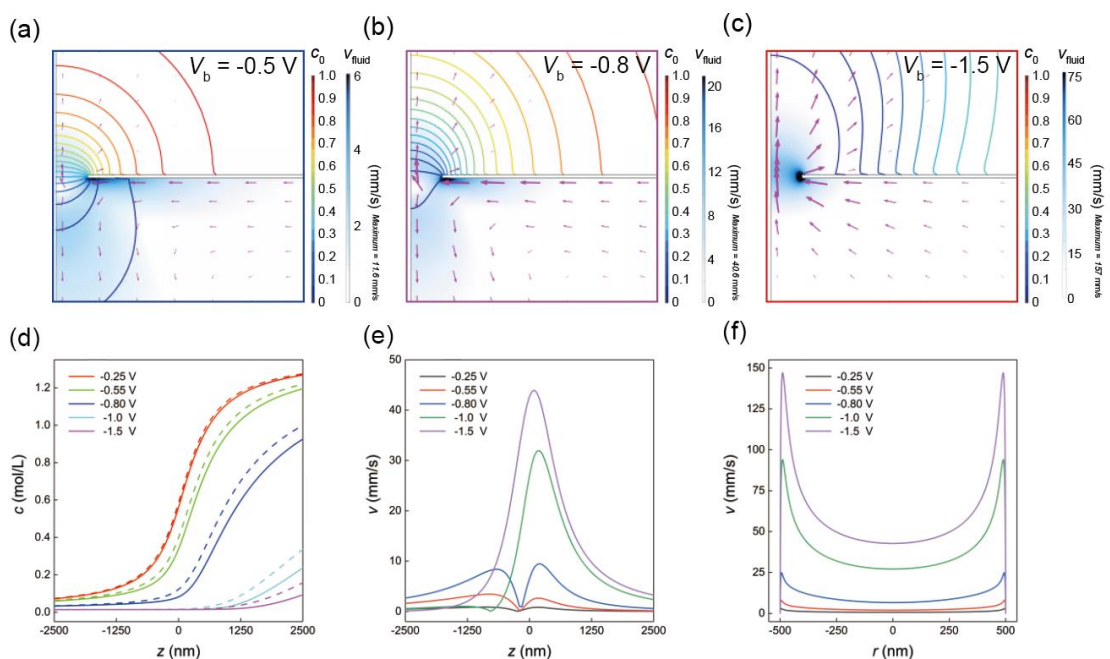 (a)
V_b = -0.5 V
c_0
v_fluid
1.0
0.9
0.8
0.7
0.6
0.5
0.4
0.3
0.2
0.1
0
6
4
2
0
(mm/s)
Maximum = 11.6 mm/s
(b)
V_b = -0.8 V
c_0
v_fluid
1.0
0.9
0.8
0.7
0.6
0.5
0.4
0.3
0.2
0.1
0
20
16
12
8
4
0
(mm/s)
Maximum = 40.6 mm/s
(c)
V_b = -1.5 V
c_0
v_fluid
1.0
0.9
0.8
0.7
0.6
0.5
0.4
0.3
0.2
0.1
0
75
60
45
30
15
0
(mm/s)
Maximum = 157 mm/s
(d)
-0.25 V
-0.55 V
-0.80 V
-1.0 V
-1.5 V
c (mol/L)
1.2
1.0
0.8
0.6
0.4
0.2
0.0
-2500
-1250
0
1250
2500
z (nm)
(e)
-0.25 V
-0.55 V
-0.80 V
-1.0 V
-1.5 V
v (mm/s)
50
40
30
20
10
0
-2500
-1250
0
1250
2500
z (nm)
(f)
-0.25 V
-0.55 V
-0.80 V
-1.0 V
-1.5 V
v (mm/s)
150
125
100
75
50
25
0
-500
-250
0
250
500
r (nm)